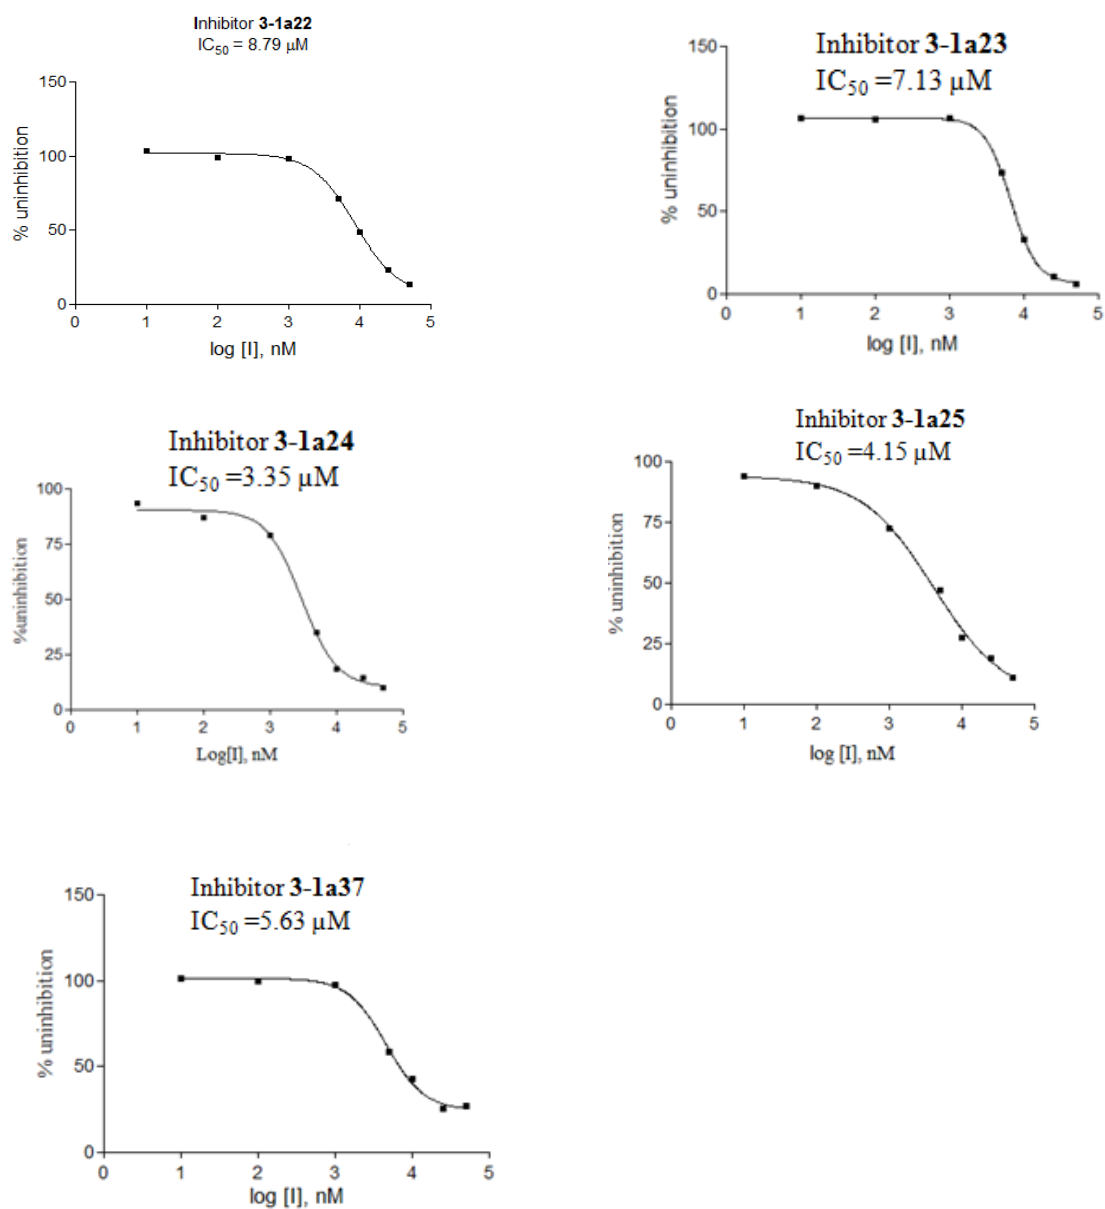 Inhibitor 3-1a22
IC50 = 8.79 µM
150
100
50
0
% uninhibition
0 1 2 3 4 5
log [I], nM
Inhibitor 3-1a23
IC50 =7.13 µM
150
100
50
0
% uninhibition
0 1 2 3 4 5
log [I], nM
Inhibitor 3-1a24
IC50 =3.35 µM
100
75
50
25
0
%uninhibition
0 1 2 3 4 5
Log[I], nM
Inhibitor 3-1a25
IC50 =4.15 µM
100
75
50
25
0
% uninhibition
0 1 2 3 4 5
log [I], nM
Inhibitor 3-1a37
IC50 =5.63 µM
150
100
50
0
% uninhibition
0 1 2 3 4 5
log [I], nM